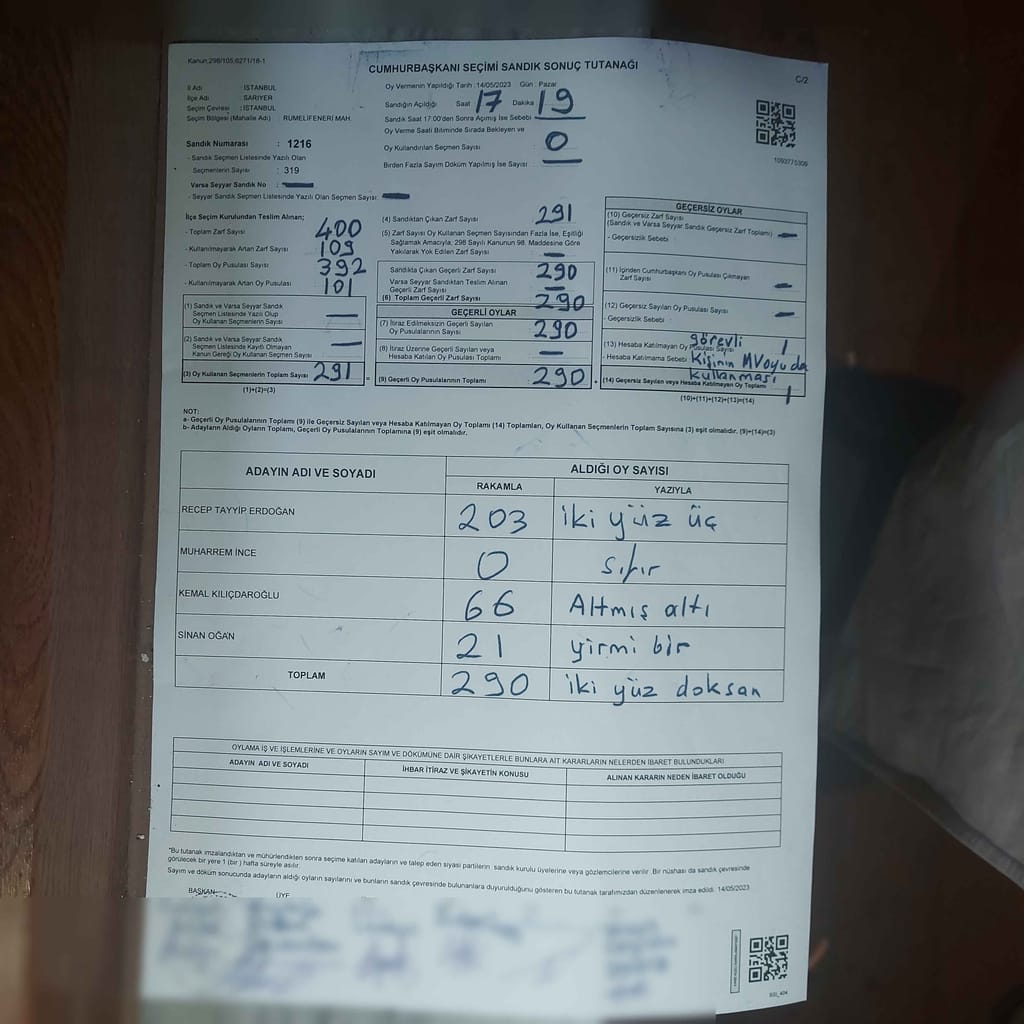 Kanun:298/105;6271/18-1
CUMHURBAŞKANI SEÇİMİ SANDIK SONUÇ TUTANAĞI
C/2
İl Adı : İSTANBUL
İlçe Adı : SARIYER
Seçim Çevresi : İSTANBUL
Seçim Bölgesi (Mahalle Adı) RUMELİFENERİ MAH.
Sandık Numarası : 1216
- Sandık Seçmen Listesinde Yazılı Olan
Seçmenlerin Sayısı : 319
Varsa Seyyar Sandık No : —
- Seyyar Sandık Seçmen Listesinde Yazılı Olan Seçmen Sayısı: —
Oy Vermenin Yapıldığı Tarih :14/05/2023 Gün : Pazar
Sandığın Açıldığı Saat 17 Dakika 19
Sandık Saat 17:00'den Sonra Açmış İse Sebebi
Oy Verme Saati Bitiminde Sırada Bekleyen ve
Oy Kullandırılan Seçmen Sayısı 0
Birden Fazla Sayım Döküm Yapılmış İse Sayısı —
1093775309
İlçe Seçim Kurulundan Teslim Alınan;
- Toplam Zarf Sayısı 400
- Kullanılmayarak Artan Zarf Sayısı 109
- Toplam Oy Pusulası Sayısı 392
- Kullanılmayarak Artan Oy Pusulası 101
(1) Sandık ve Varsa Seyyar Sandık
Seçmen Listesinde Yazılı Olup
Oy Kullanan Seçmenlerin Sayısı —
(2) Sandık ve Varsa Seyyar Sandık
Seçmen Listesinde Kayıtlı Olmayan
Kanun Gereği Oy Kullanan Seçmen Sayısı —
(3) Oy Kullanan Seçmenlerin Toplam Sayısı 291
(1)+(2)=(3)
(4) Sandıktan Çıkan Zarf Sayısı 291
(5) Zarf Sayısı Oy Kullanan Seçmen Sayısından Fazla İse, Eşitliği
Sağlamak Amacıyla, 298 Sayılı Kanunun 98. Maddesine Göre
Yakılarak Yok Edilen Zarf Sayısı —
Sandıkta Çıkan Geçerli Zarf Sayısı 290
Varsa Seyyar Sandıktan Teslim Alınan
Geçerli Zarf Sayısı —
(6) Toplam Geçerli Zarf Sayısı 290
GEÇERLİ OYLAR
(7) İtiraz Edilmeksizin Geçerli Sayılan
Oy Pusulalarının Sayısı 290
(8) İtiraz Üzerine Geçerli Sayılan veya
Hesaba Katılan Oy Pusulası Toplamı —
= (9) Geçerli Oy Pusulalarının Toplamı 290 +
GEÇERSİZ OYLAR
(10) Geçersiz Zarf Sayısı
(Sandık ve Varsa Seyyar Sandık Geçersiz Zarf Toplamı) —
- Geçersizlik Sebebi
(11) İçinden Cumhurbaşkanı Oy Pusulası Çıkmayan
Zarf Sayısı —
(12) Geçersiz Sayılan Oy Pusulası Sayısı —
- Geçersizlik Sebebi
(13) Hesaba Katılmayan Oy Pusulası Sayısı görevli 1
- Hesaba Katılmama Sebebi kişinin MVoyu da
kullanması
(14) Geçersiz Sayılan veya Hesaba Katılmayan Oy Toplamı 1
(10)+(11)+(12)+(13)=(14)
NOT:
a- Geçerli Oy Pusulalarının Toplamı (9) ile Geçersiz Sayılan veya Hesaba Katılmayan Oy Toplamı (14) Toplamları, Oy Kullanan Seçmenlerin Toplam Sayısına (3) eşit olmalıdır. (9)+(14)=(3)
b- Adayların Aldığı Oyların Toplamı, Geçerli Oy Pusulalarının Toplamına (9) eşit olmalıdır.
ADAYIN ADI VE SOYADI ALDIĞI OY SAYISI
RAKAMLA YAZIYLA
RECEP TAYYİP ERDOĞAN 203 iki yüz üç
MUHARREM İNCE 0 sıfır
KEMAL KILIÇDAROĞLU 66 Altmış altı
SİNAN OĞAN 21 yirmi bir
TOPLAM 290 iki yüz doksan
OYLAMA İŞ VE İŞLEMLERİNE VE OYLARIN SAYIM VE DÖKÜMÜNE DAİR ŞİKAYETLERLE BUNLARA AİT KARARLARIN NELERDEN İBARET BULUNDUKLARI
ADAYIN ADI VE SOYADI İHBAR İTİRAZ VE ŞİKAYETİN KONUSU ALINAN KARARIN NEDEN İBARET OLDUĞU
"Bu tutanak imzalandıktan ve mühürlendikten sonra seçime katılan adayların ve talep eden siyasi partilerin sandık kurulu üyelerine veya gözlemcilerine verilir. Bir nüshası da sandık çevresinde
görülecek bir yere 1 (bir) hafta süreyle asılır.
Sayım ve döküm sonucunda adayların aldığı oyların sayılarını ve bunların sandık çevresinde bulunanlara duyurulduğunu gösteren bu tutanak tarafımızdan düzenlenerek imza edildi. 14/05/2023
BAŞKAN ÜYE